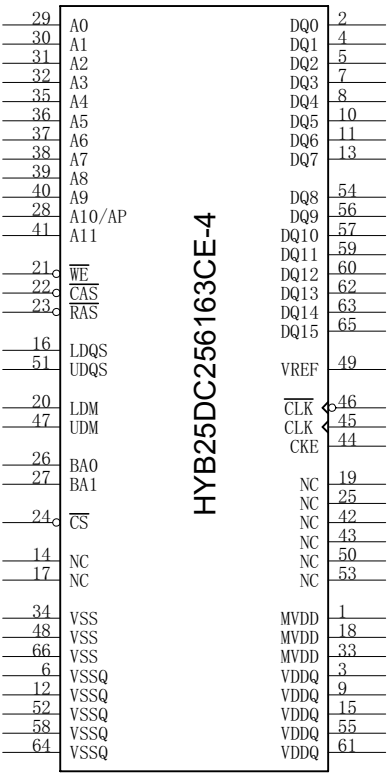 29 A0 DQ0 2
30 A1 DQ1 4
31 A2 DQ2 5
32 A3 DQ3 7
35 A4 DQ4 8
36 A5 DQ5 10
37 A6 DQ6 11
38 A7 DQ7 13
39 A8
40 A9 DQ8 54
28 A10/AP DQ9 56
41 A11 DQ10 57
DQ11 59
21 WE DQ12 60
22 CAS DQ13 62
23 RAS DQ14 63
DQ15 65
16 LDQS
51 UDQS VREF 49
20 LDM CLK 46
47 UDM CLK 45
CKE 44
26 BA0
27 BA1 NC 19
NC 25
24 CS NC 42
NC 43
14 NC NC 50
17 NC NC 53
34 VSS MVDD 1
48 VSS MVDD 18
66 VSS MVDD 33
6 VSSQ VDDQ 3
12 VSSQ VDDQ 9
52 VSSQ VDDQ 15
58 VSSQ VDDQ 55
64 VSSQ VDDQ 61
HYB25DC256163CE-4